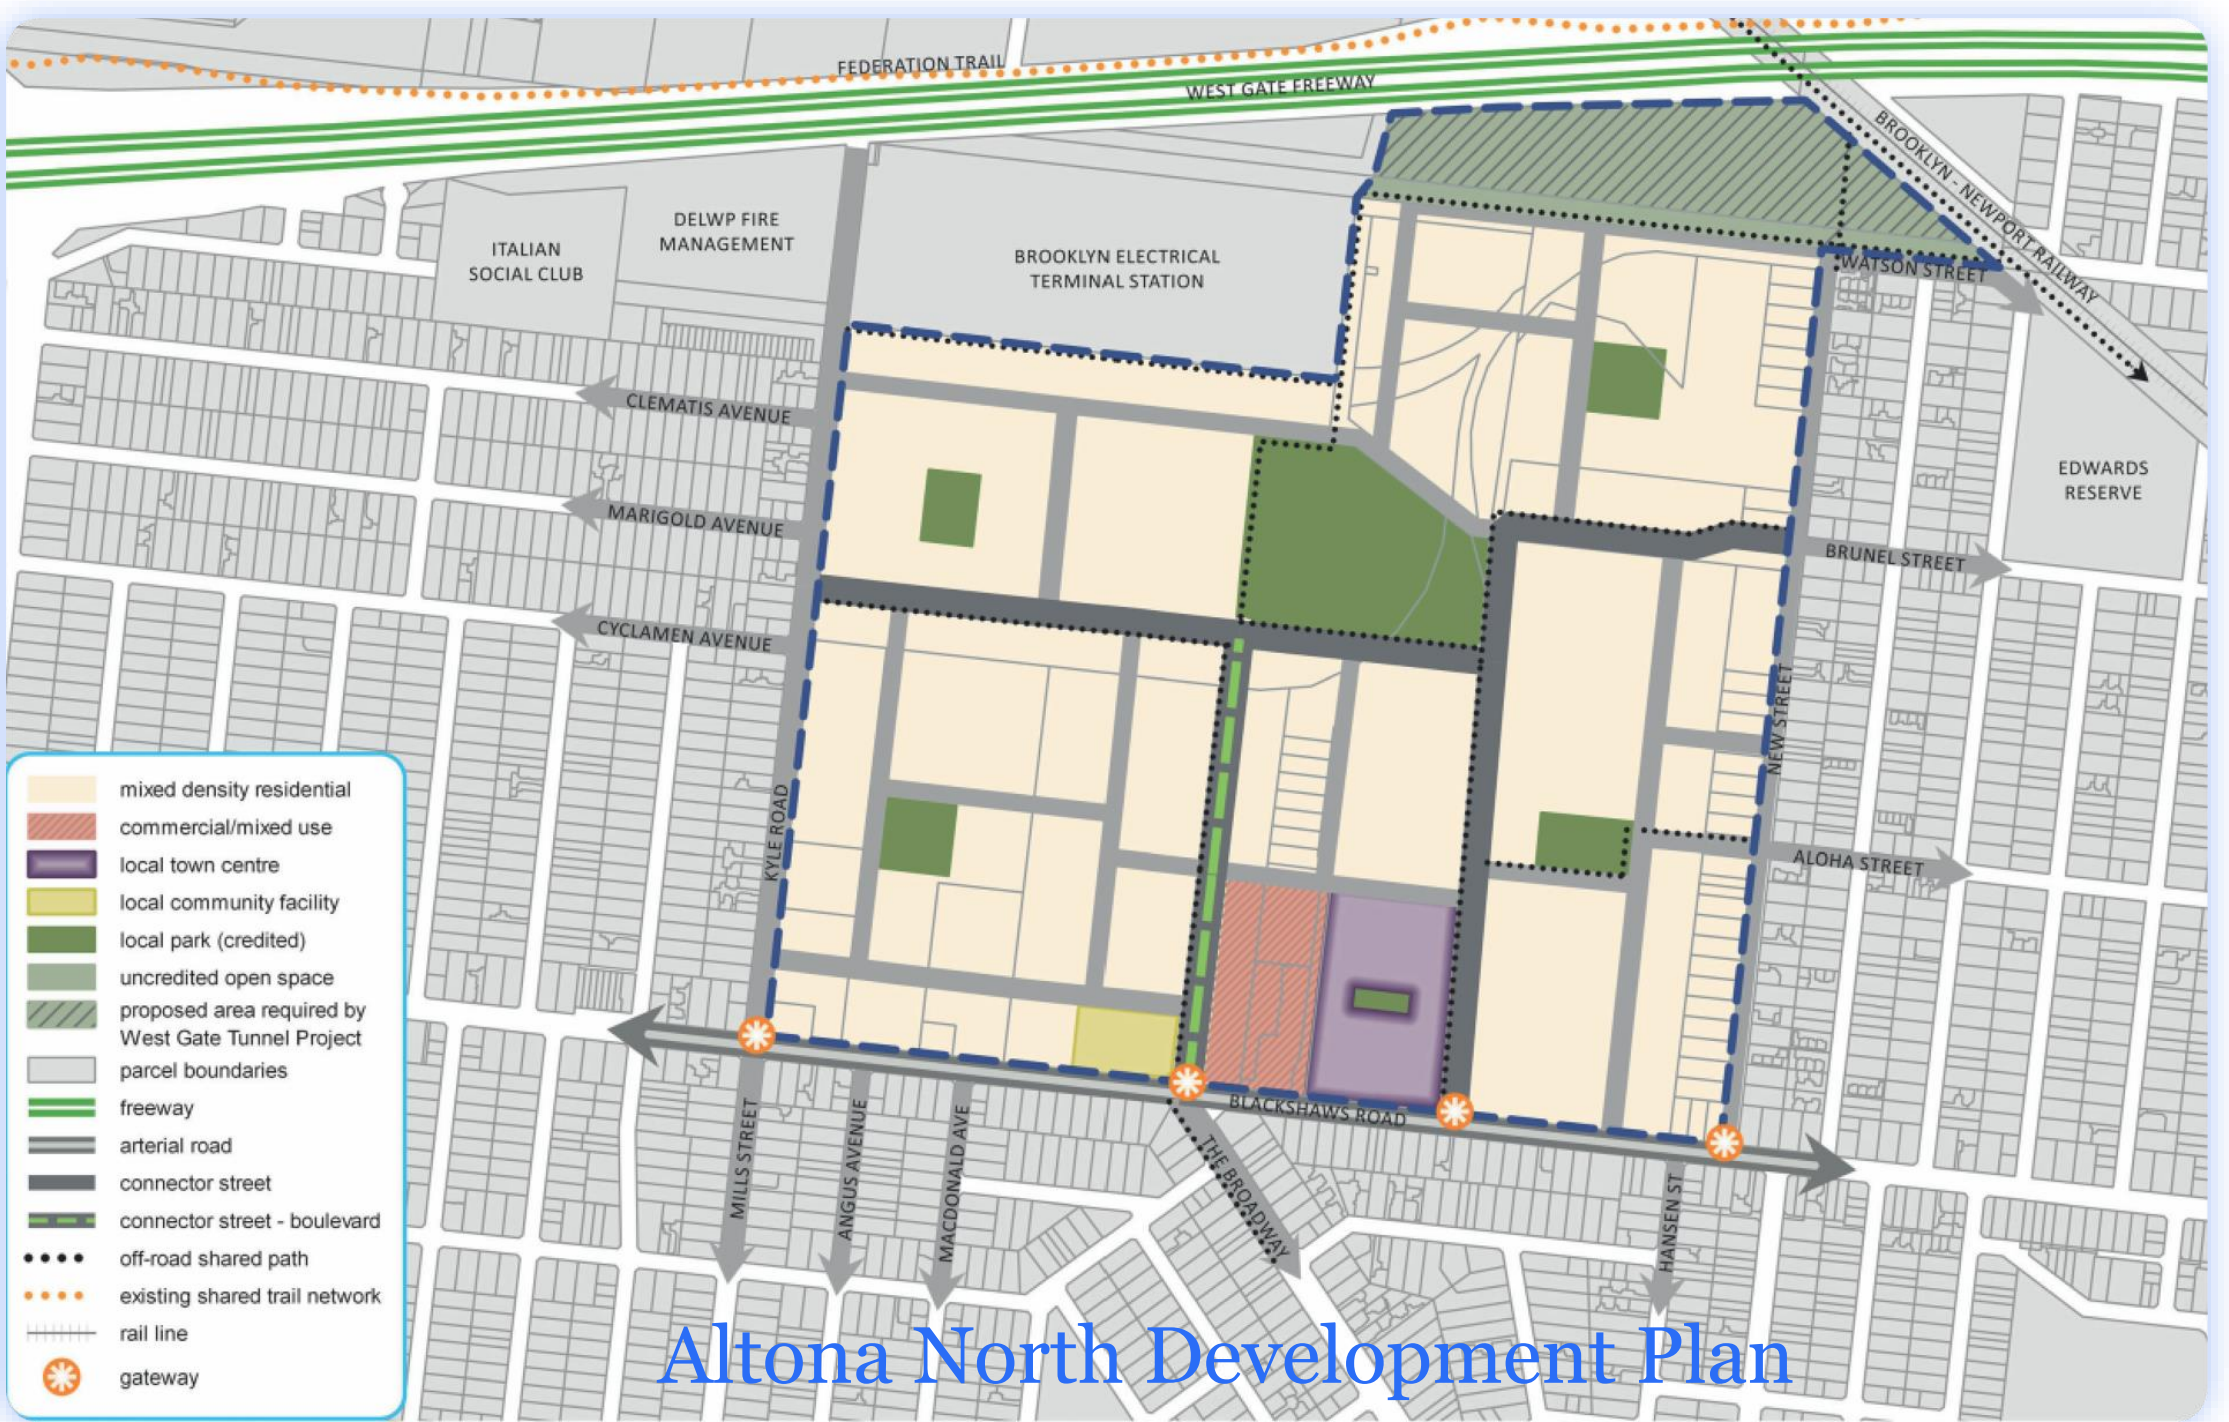 FEDERATION TRAIL
WEST GATE FREEWAY
BROOKLYN - NEWPORT RAILWAY
DELWP FIRE
MANAGEMENT
ITALIAN
SOCIAL CLUB
BROOKLYN ELECTRICAL
TERMINAL STATION
WATSON STREET
CLEMATIS AVENUE
EDWARDS
RESERVE
MARIGOLD AVENUE
BRUNEL STREET
CYCLAMEN AVENUE
NEW STREET
KYLE ROAD
ALOHA STREET
BLACKSHAWS ROAD
MILLS STREET
ANGUS AVENUE
MACDONALD AVE
THE BROADWAY
HANSEN ST
mixed density residential
commercial/mixed use
local town centre
local community facility
local park (credited)
uncredited open space
proposed area required by
West Gate Tunnel Project
parcel boundaries
freeway
arterial road
connector street
connector street - boulevard
off-road shared path
existing shared trail network
rail line
gateway
Altona North Development Plan